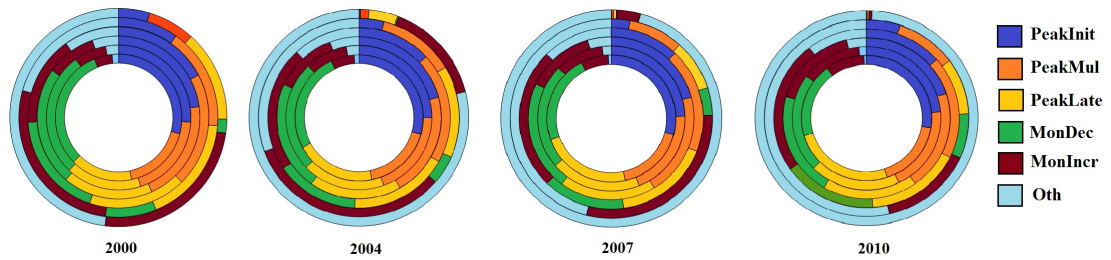 PeakInit
PeakMul
PeakLate
MonDec
MonIncr
Oth
2000
2004
2007
2010